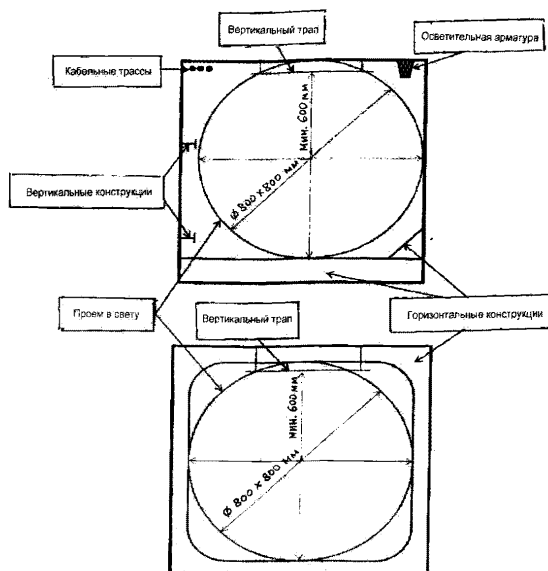 Вертикальный трап
Осветительная арматура
Кабельные трассы
мин. 600 мм
Ø 800 х 800 мм
Вертикальные конструкции
Проем в свету
Вертикальный трап
Горизонтальные конструкции
мин. 600 мм
Ø 800 х 800 мм